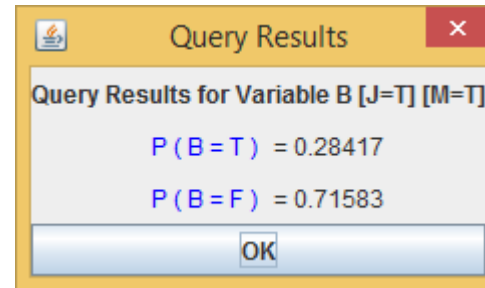 Query Results
Query Results for Variable B [J=T] [M=T]
P ( B = T ) = 0.28417
P ( B = F ) = 0.71583
OK